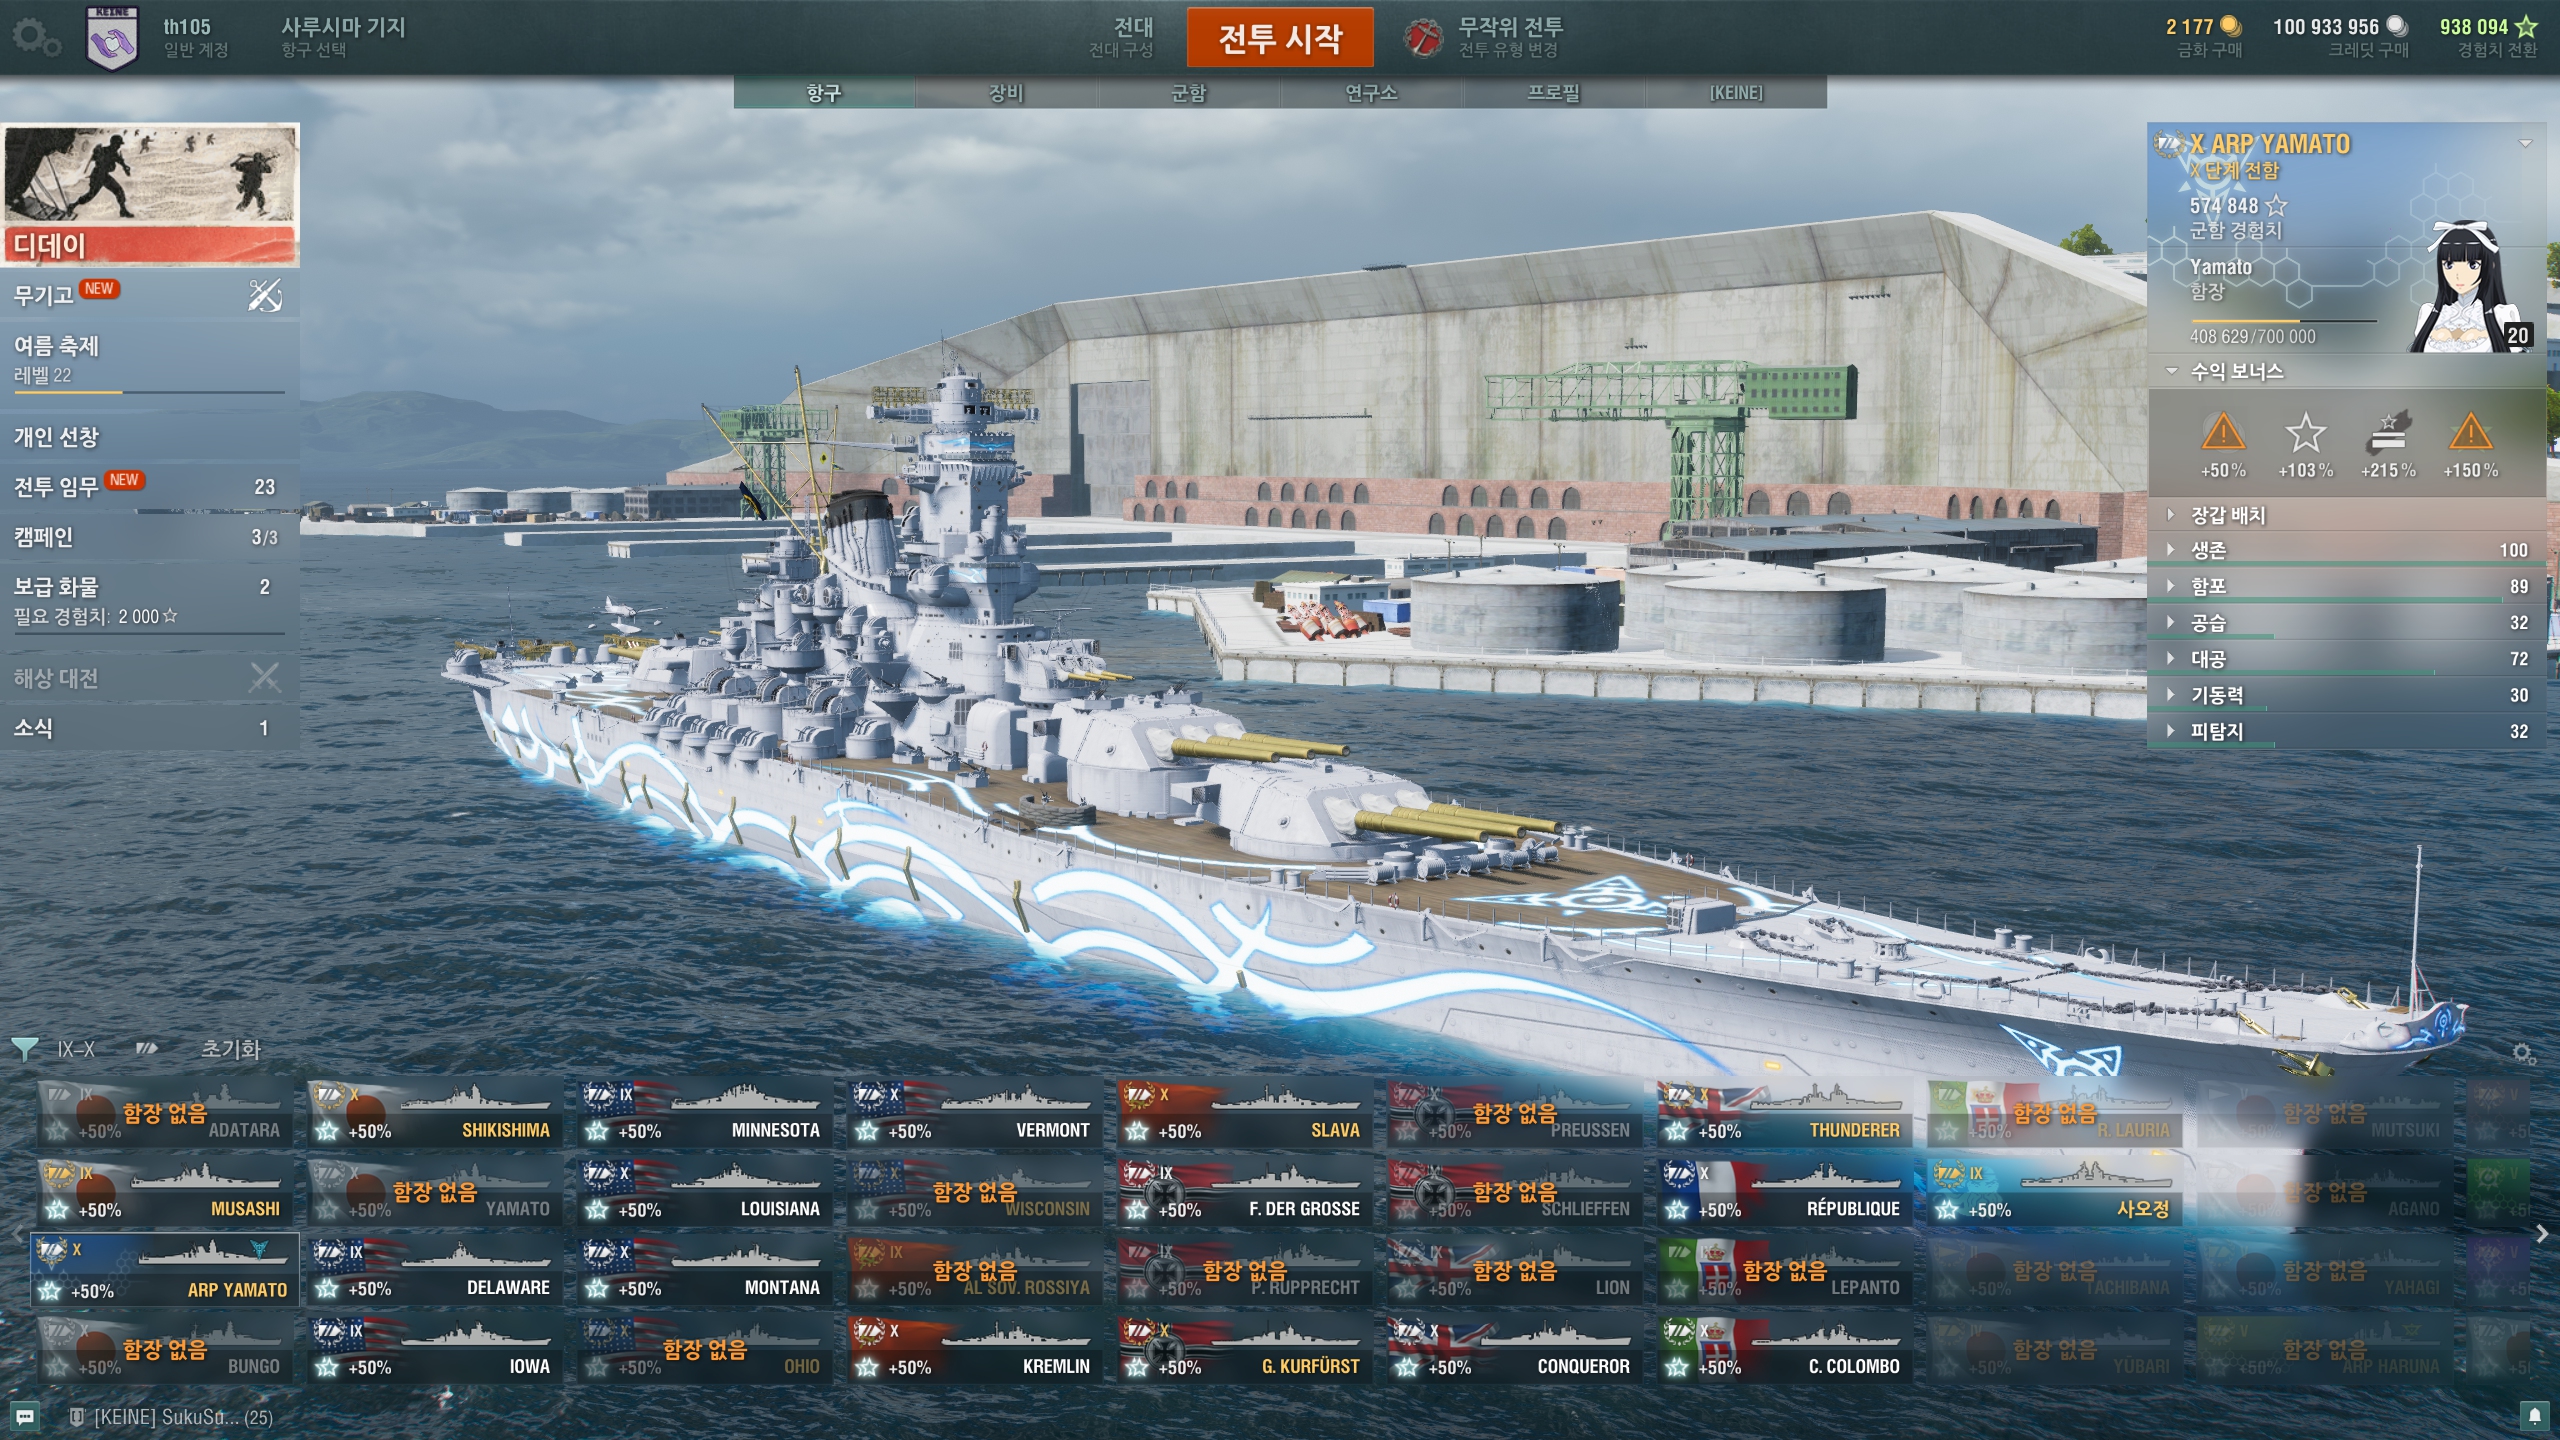 KEINE
th105
일반 계정
사루시마 기지
항구 선택
전대
전대 구성
전투 시작
무작위 전투
전투 유형 변경
2 177
금화 구매
100 933 956
크레딧 구매
938 094
경험치 전환
항구
장비
군함
연구소
프로필
[KEINE]
디데이
무기고 NEW
여름 축제
레벨 22
개인 선창
전투 임무 NEW 23
캠페인 3/3
보급 화물 2
필요 경험치: 2 000
해상 대전
소식 1
X ARP YAMATO
X 단계 전함
574 848
군함 경험치
Yamato
함장
408 629/700 000
20
수익 보너스
+50% +103% +215% +150%
장갑 배치
생존 100
함포 89
공습 32
대공 72
기동력 30
피탐지 32
IX–X 초기화
IX +50% 함장 없음 ADATARA
X +50% SHIKISHIMA
IX +50% MINNESOTA
X +50% VERMONT
X +50% SLAVA
X +50% 함장 없음 PREUSSEN
X +50% THUNDERER
+50% 함장 없음 R. LAURIA
함장 없음 MUTSUKI
V
IX +50% MUSASHI
X +50% 함장 없음 YAMATO
X +50% LOUISIANA
X +50% 함장 없음 WISCONSIN
IX +50% F. DER GROSSE
+50% 함장 없음 SCHLIEFFEN
X +50% RÉPUBLIQUE
IX +50% 사오정
함장 없음 AGANO
V
X +50% ARP YAMATO
IX +50% DELAWARE
X +50% MONTANA
IX +50% 함장 없음 AL SOV. ROSSIYA
IX +50% 함장 없음 P. RUPPRECHT
IX +50% 함장 없음 LION
+50% 함장 없음 LEPANTO
+50% 함장 없음 TACHIBANA
+50% 함장 없음 YAHAGI
V
X +50% 함장 없음 BUNGO
IX +50% IOWA
X +50% 함장 없음 OHIO
X +50% KREMLIN
X +50% G. KURFÜRST
X +50% CONQUEROR
X +50% C. COLOMBO
+50% 함장 없음 YUBARI
V +50% 함장 없음 ARP HARUNA
[KEINE] SukuSu... (25)